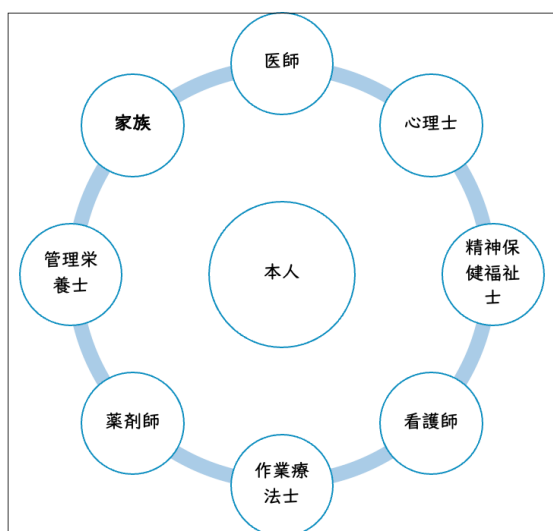 医師
心理士
精神保
健福祉
士
看護師
作業療
法士
薬剤師
管理栄
養士
家族
本人